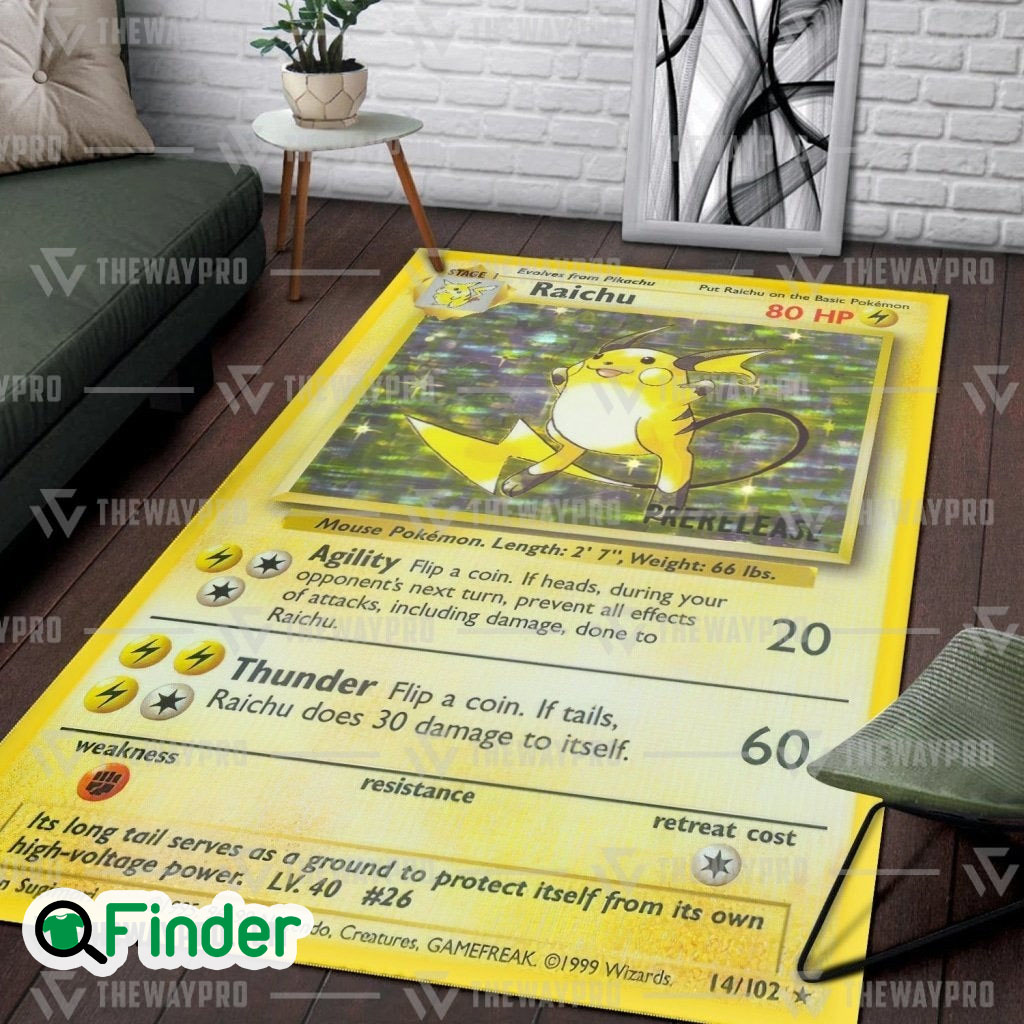 STAGE 1 Evolves from Pikachu Put Raichu on the Basic Pokémon
Raichu 80 HP
PRERELEASE
Mouse Pokémon. Length: 2' 7", Weight: 66 lbs.
Agility Flip a coin. If heads, during your
opponent's next turn, prevent all effects
of attacks, including damage, done to
Raichu.
20
Thunder Flip a coin. If tails,
Raichu does 30 damage to itself.
60
weakness
resistance
retreat cost
Its long tail serves as a ground to protect itself from its own
high-voltage power. LV. 40 #26
Creatures, GAMEFREAK. ©1999 Wizards. 14/102
Finder
THEWAYPRO